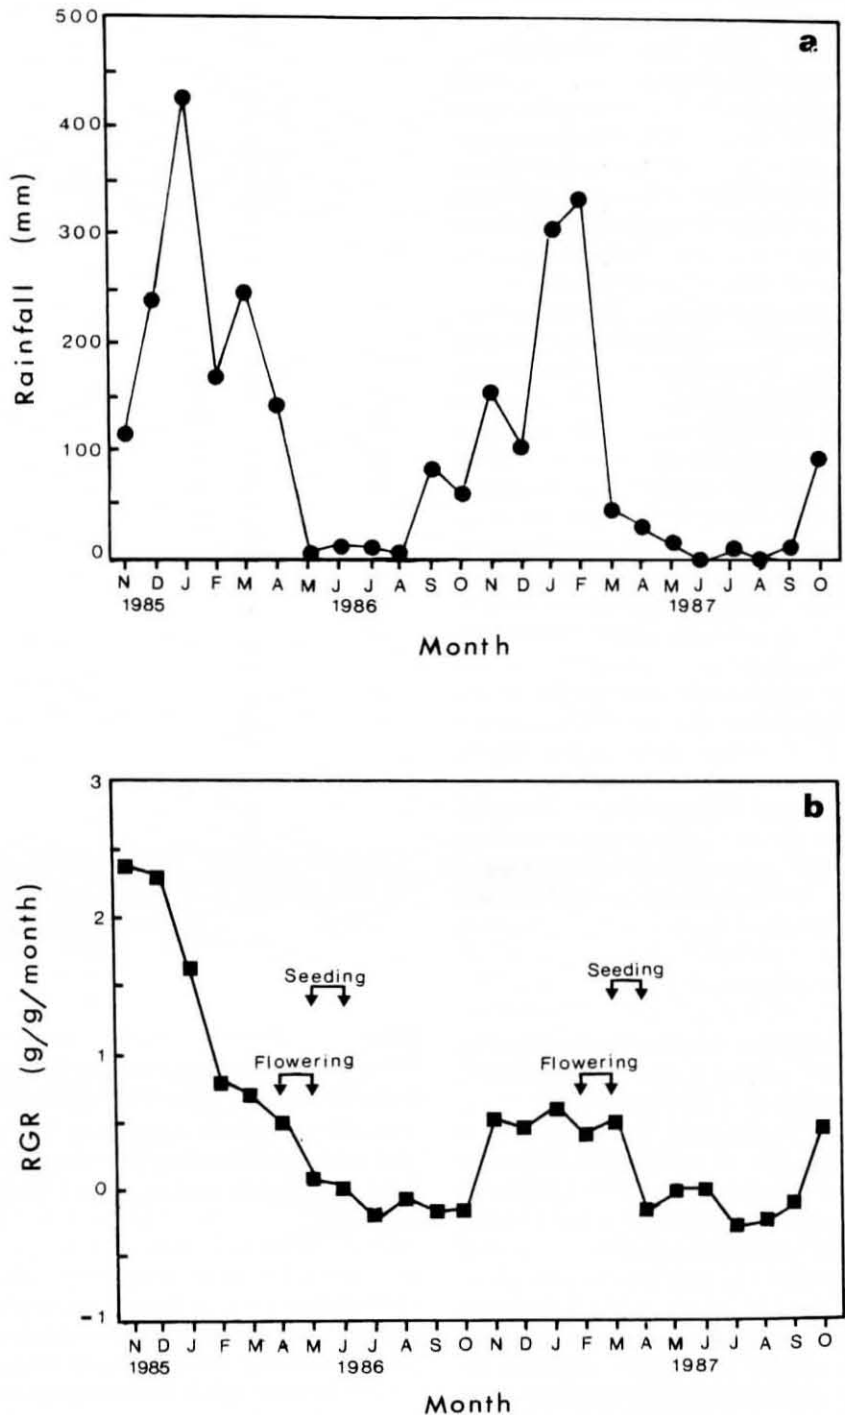 a
500
400
300
200
100
0
Rainfall (mm)
N D J F M A M J J A S O N D J F M A M J J A S O
1985 1986 1987
Month
b
3
2
1
0
-1
RGR (g/g/month)
Seeding
Seeding
Flowering
Flowering
N D J F M A M J J A S O N D J F M A M J J A S O
1985 1986 1987
Month